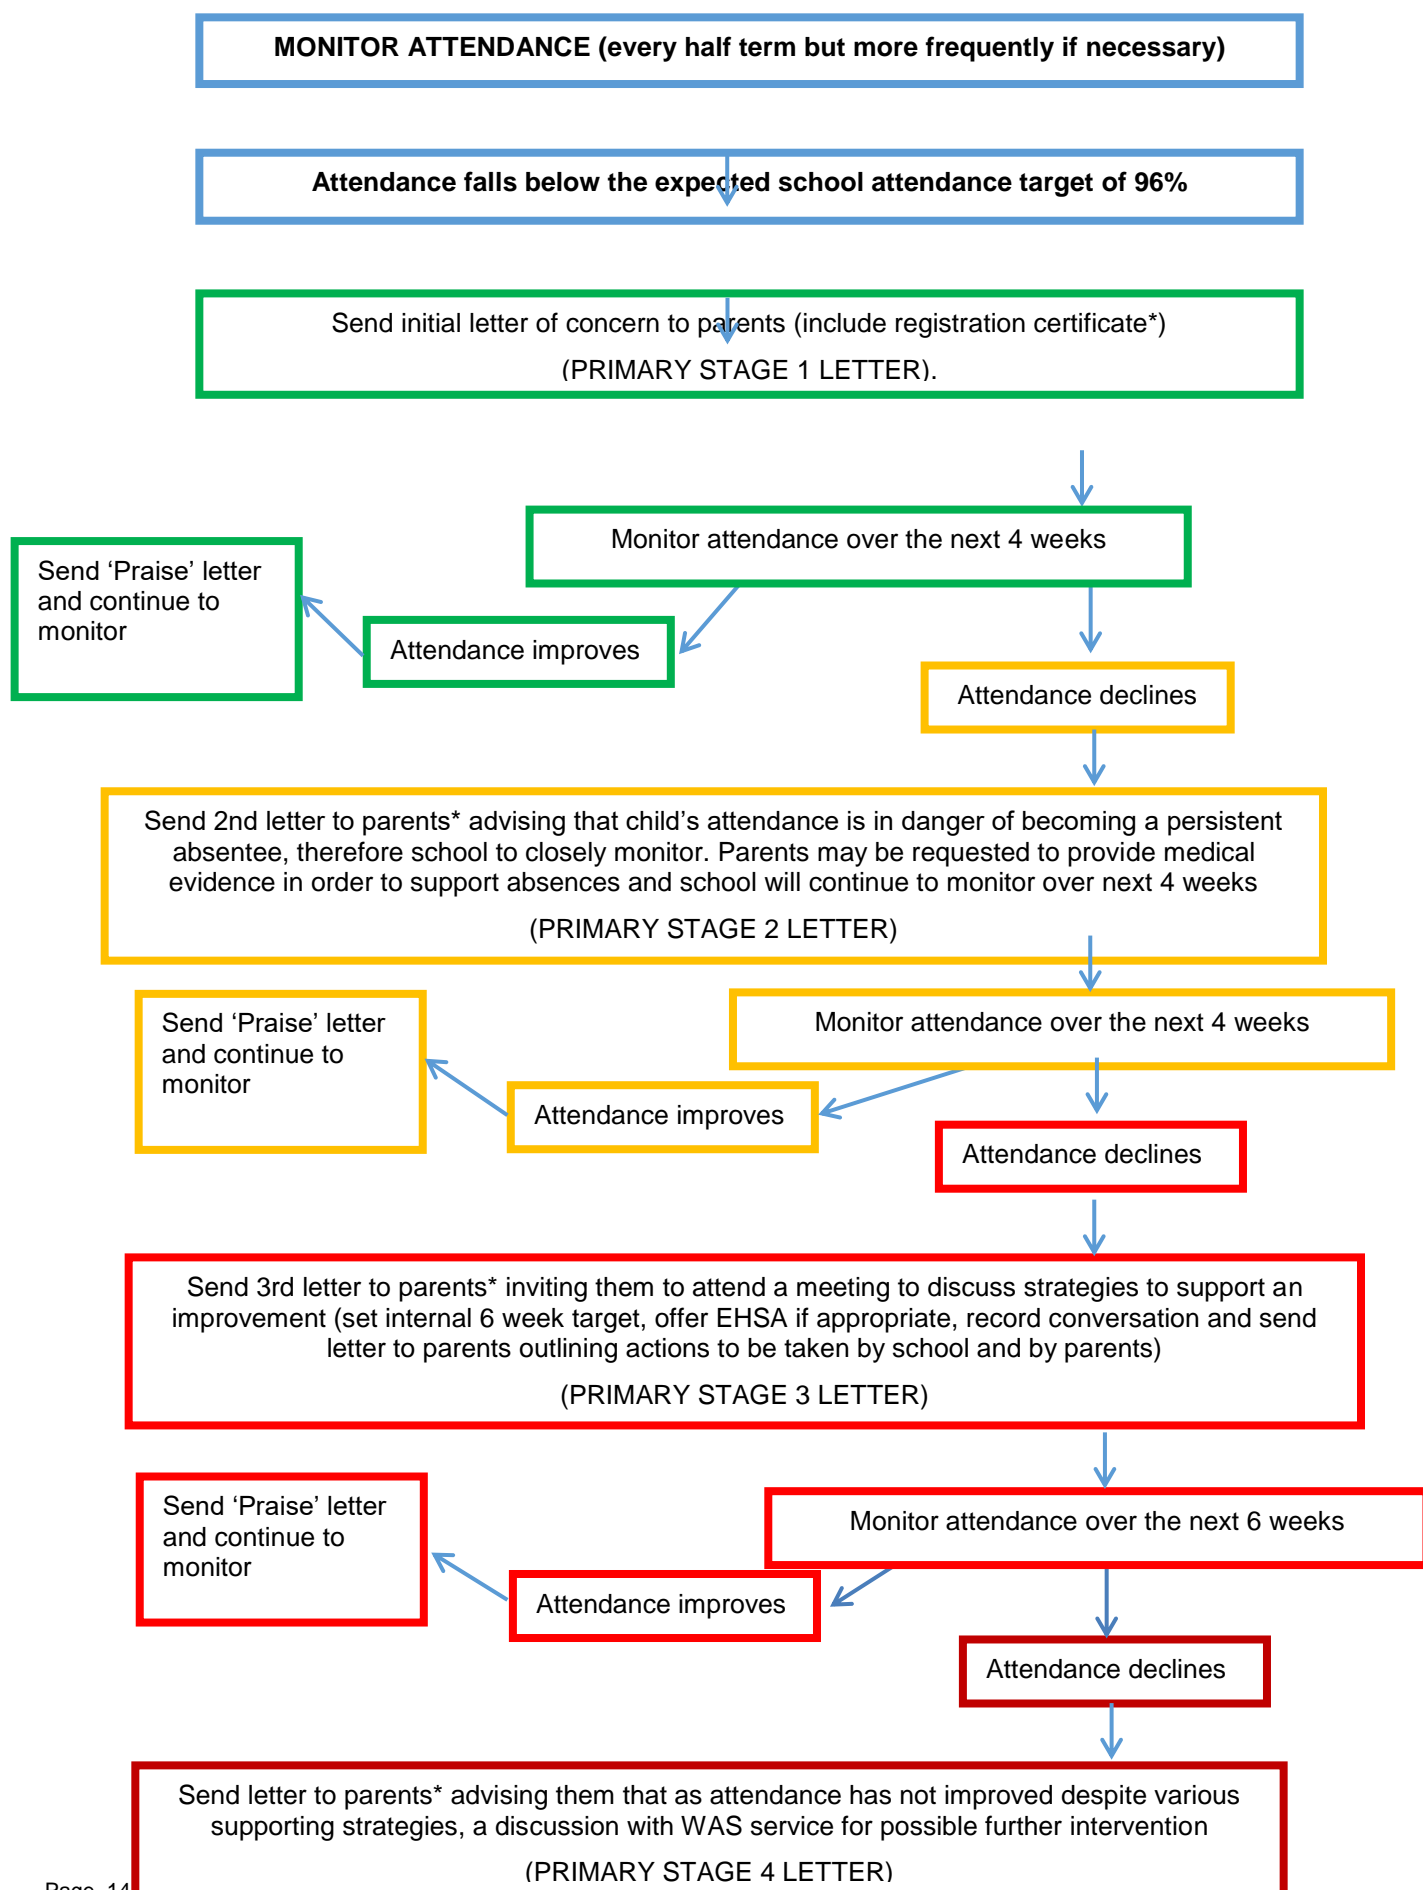 MONITOR ATTENDANCE (every half term but more frequently if necessary)
Attendance falls below the expected school attendance target of 96%
Send initial letter of concern to parents (include registration certificate*)
(PRIMARY STAGE 1 LETTER).
Monitor attendance over the next 4 weeks
Send ‘Praise’ letter
and continue to
monitor
Attendance improves
Attendance declines
Send 2nd letter to parents* advising that child’s attendance is in danger of becoming a persistent
absentee, therefore school to closely monitor. Parents may be requested to provide medical
evidence in order to support absences and school will continue to monitor over next 4 weeks
(PRIMARY STAGE 2 LETTER)
Monitor attendance over the next 4 weeks
Send ‘Praise’ letter
and continue to
monitor
Attendance improves
Attendance declines
Send 3rd letter to parents* inviting them to attend a meeting to discuss strategies to support an
improvement (set internal 6 week target, offer EHSA if appropriate, record conversation and send
letter to parents outlining actions to be taken by school and by parents)
(PRIMARY STAGE 3 LETTER)
Monitor attendance over the next 6 weeks
Send ‘Praise’ letter
and continue to
monitor
Attendance improves
Attendance declines
Send letter to parents* advising them that as attendance has not improved despite various
supporting strategies, a discussion with WAS service for possible further intervention
(PRIMARY STAGE 4 LETTER)
Page 14